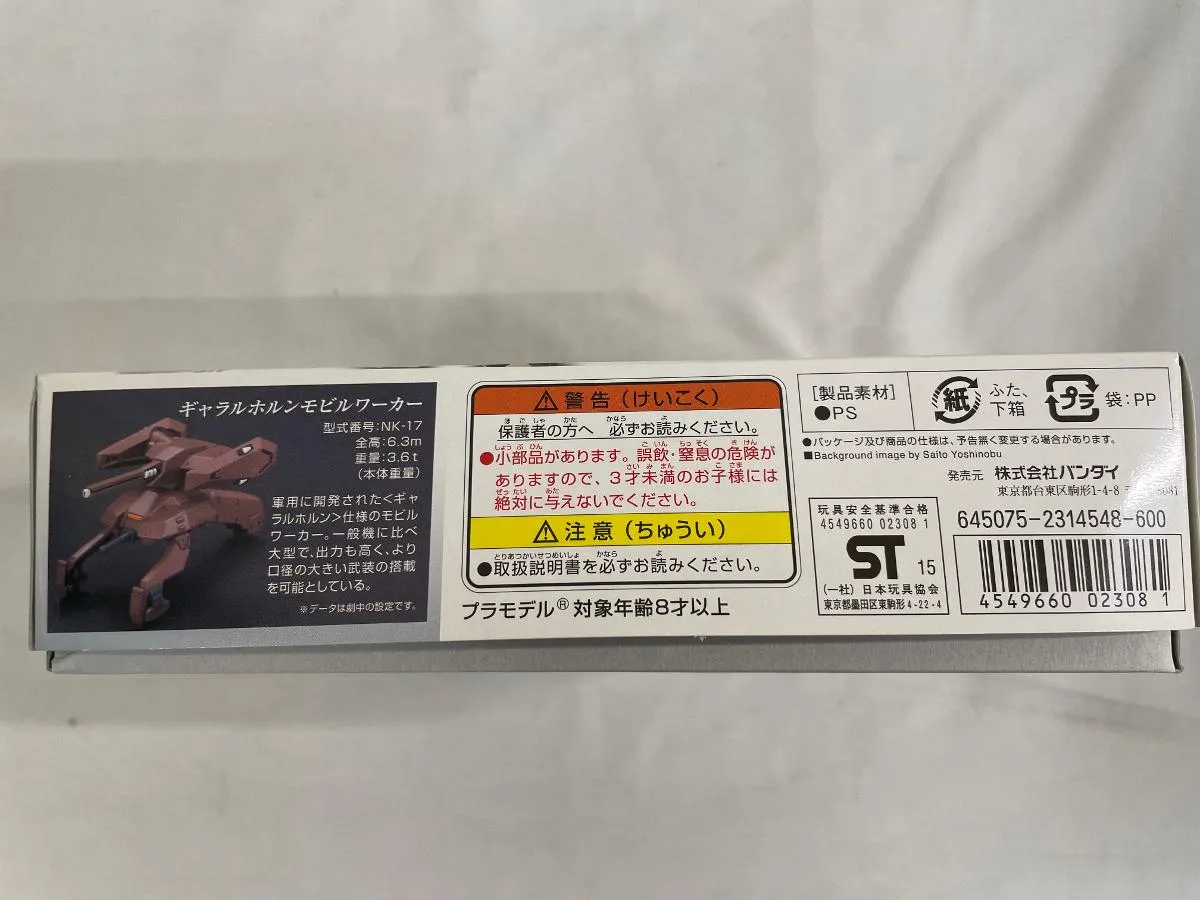 ギャラルホルンモビルワーカー
型式番号:NK-17
全高:6.3m
重量:3.6t
(本体重量)
軍用に開発された<ギャ
ラルホルン>仕様のモビル
ワーカー。一般機に比べ
大型で、出力も高く、より
口径の大きい武装の搭載
を可能としている。
※データは劇中の設定です。
警告(けいこく)
保護者の方へ 必ずお読みください。
●小部品があります。誤飲・窒息の危険が
ありますので、3才未満のお子様には
絶対に与えないでください。
注意(ちゅうい)
●取扱説明書を必ずお読みください。
プラモデル® 対象年齢8才以上
[製品素材]
●PS
紙 ふた、
下箱
プラ 袋:PP
●パッケージ及び商品の仕様は、予告無く変更する場合があります。
■Background image by Saito Yoshinobu
発売元 株式会社バンダイ
東京都台東区駒形1-4-8
玩具安全基準合格
4549660 02308 1
ST 15
(一社)日本玩具協会
東京都墨田区東駒形4-22-4
645075-2314548-600
4549660 02308 1